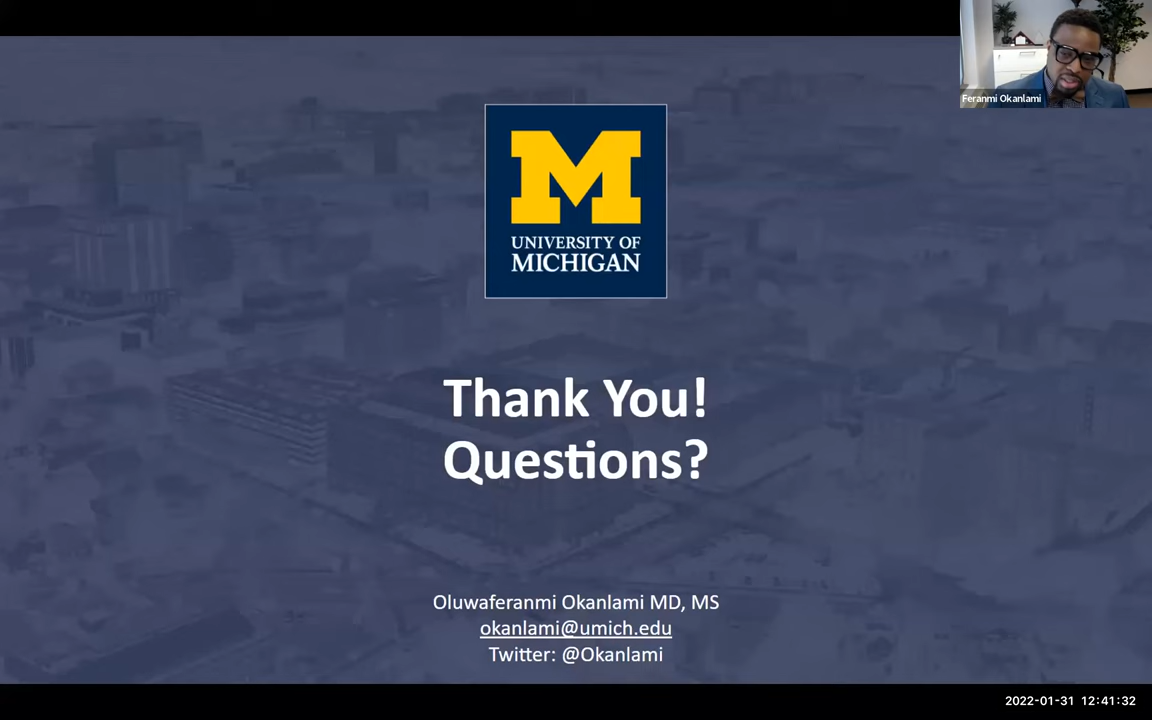 Feranmi Okanlami
M
UNIVERSITY OF
MICHIGAN
Thank You!
Questions?
Oluwaferanmi Okanlami MD, MS
okanlami@umich.edu
Twitter: @Okanlami
2022-01-31 12:41:32